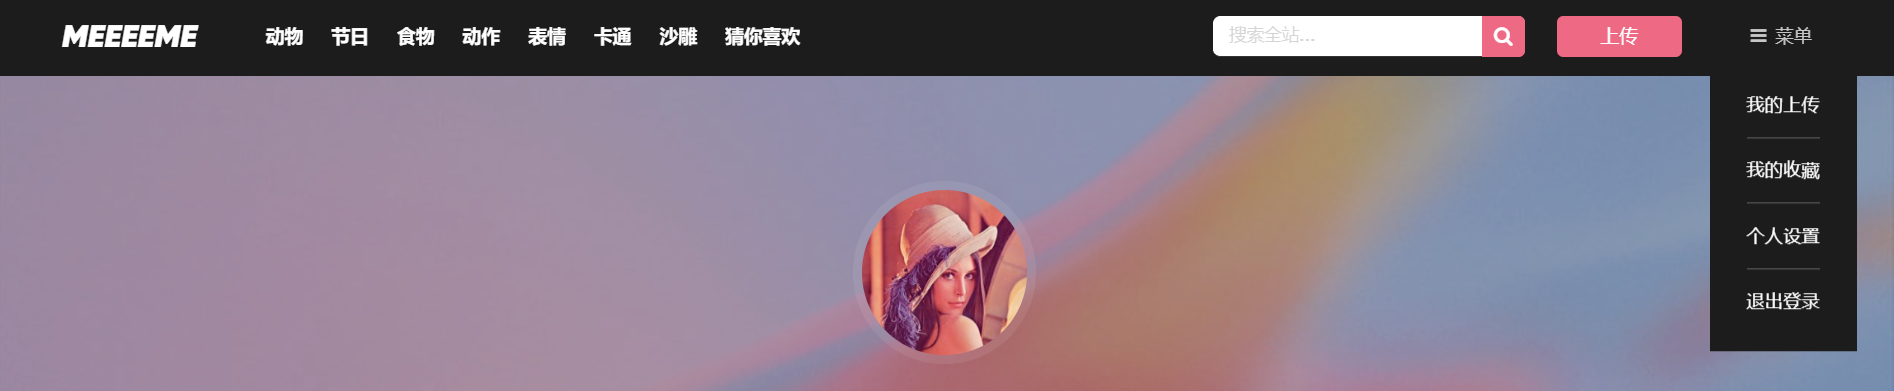 MEEEEME 动物 节日 食物 动作 表情 卡通 沙雕 猜你喜欢 搜索全站... 上传 菜单
我的上传
我的收藏
个人设置
退出登录